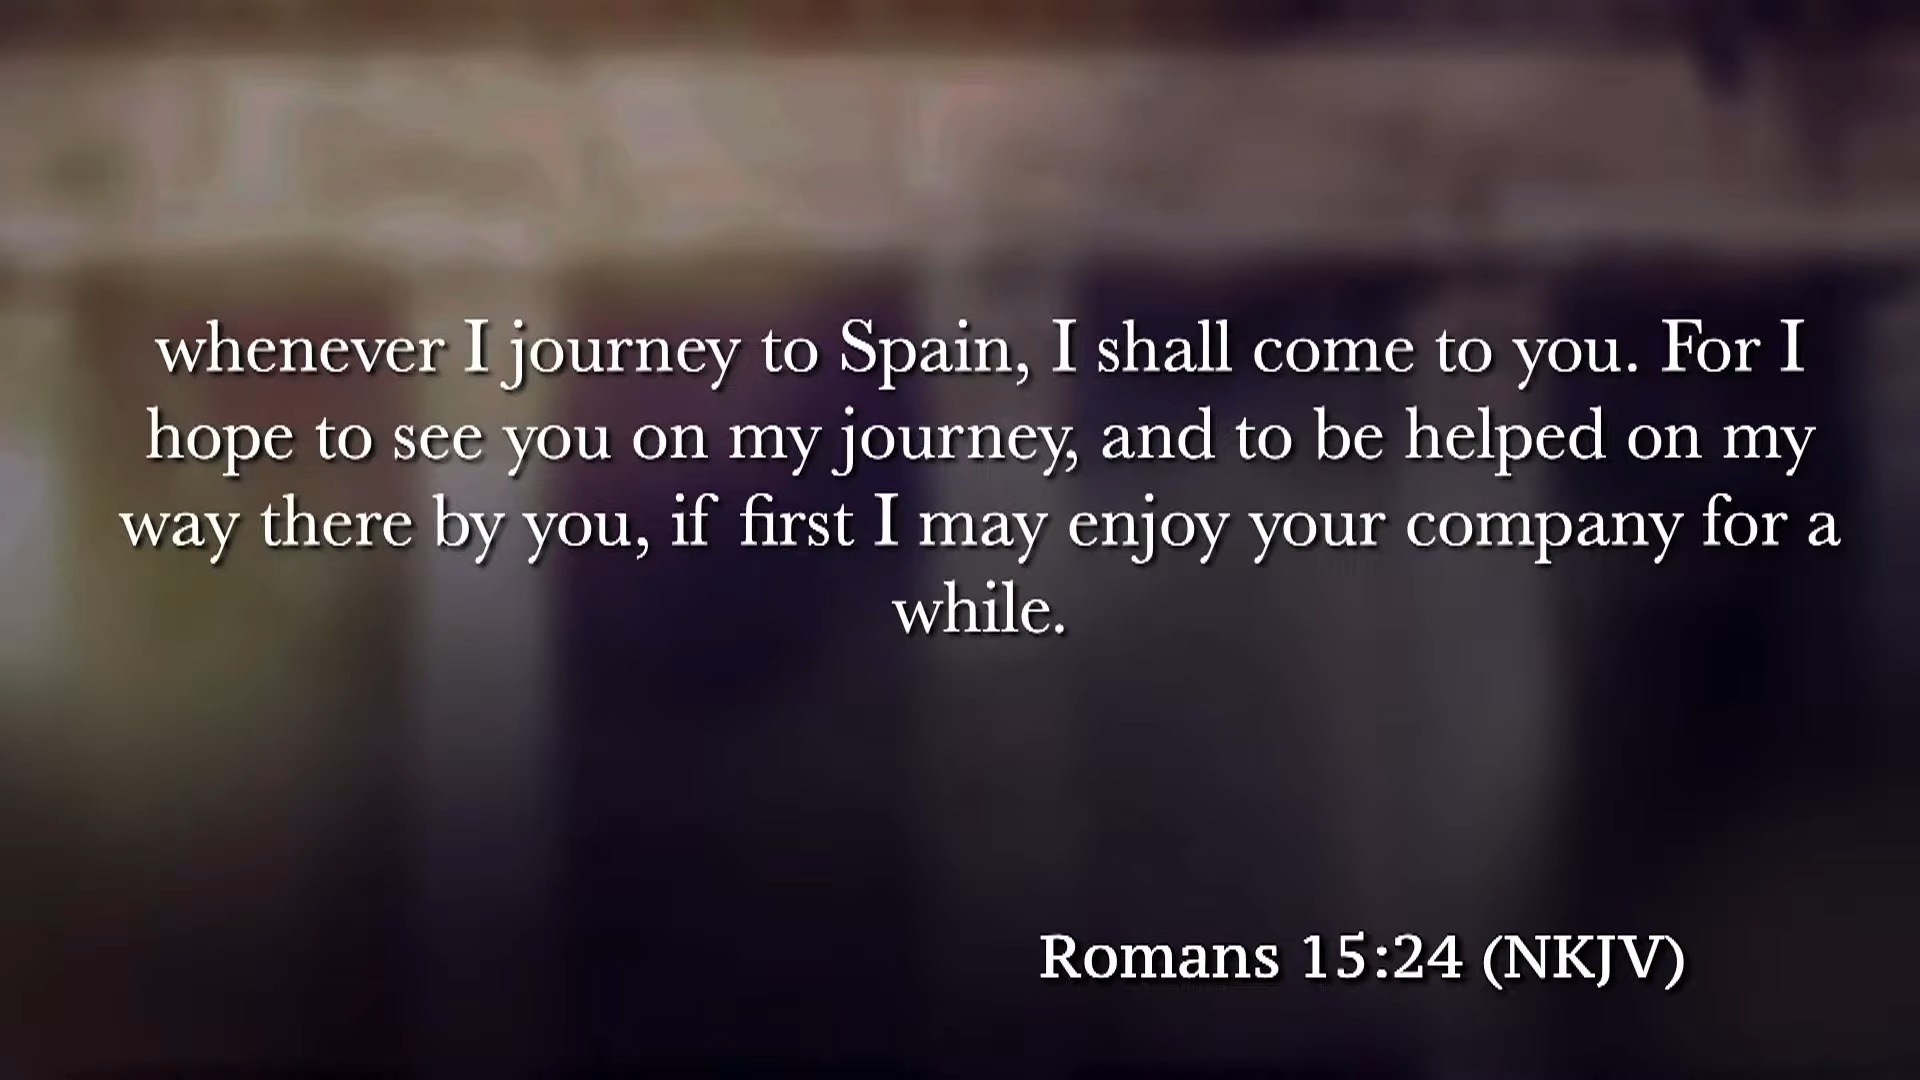 whenever I journey to Spain, I shall come to you. For I
hope to see you on my journey, and to be helped on my
way there by you, if first I may enjoy your company for a
while.
Romans 15:24 (NKJV)